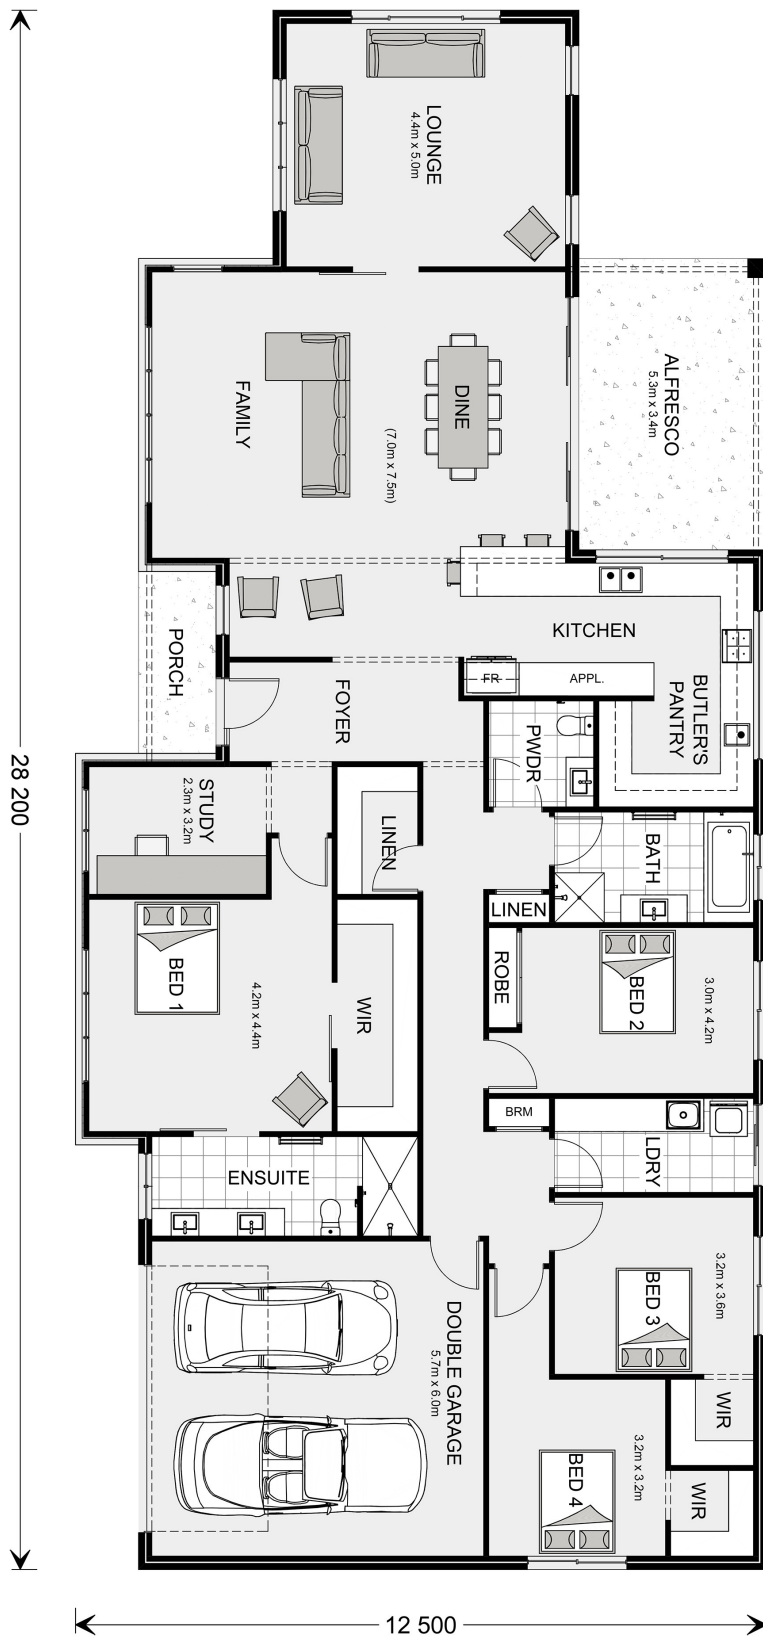 LOUNGE
4.4m x 5.0m
ALFRESCO
5.3m x 3.4m
FAMILY
DINE
(7.0m x 7.5m)
KITCHEN
PORCH
FR
APPL.
BUTLER'S
PANTRY
FOYER
PWDR
28 200
STUDY
2.3m x 3.2m
LINEN
BATH
LINEN
BED 1
4.2m x 4.4m
WIR
ROBE
BED 2
3.0m x 4.2m
BRM
LDRY
ENSUITE
BED 3
3.2m x 3.6m
DOUBLE GARAGE
5.7m x 6.0m
WIR
BED 4
3.2m x 3.2m
WIR
12 500